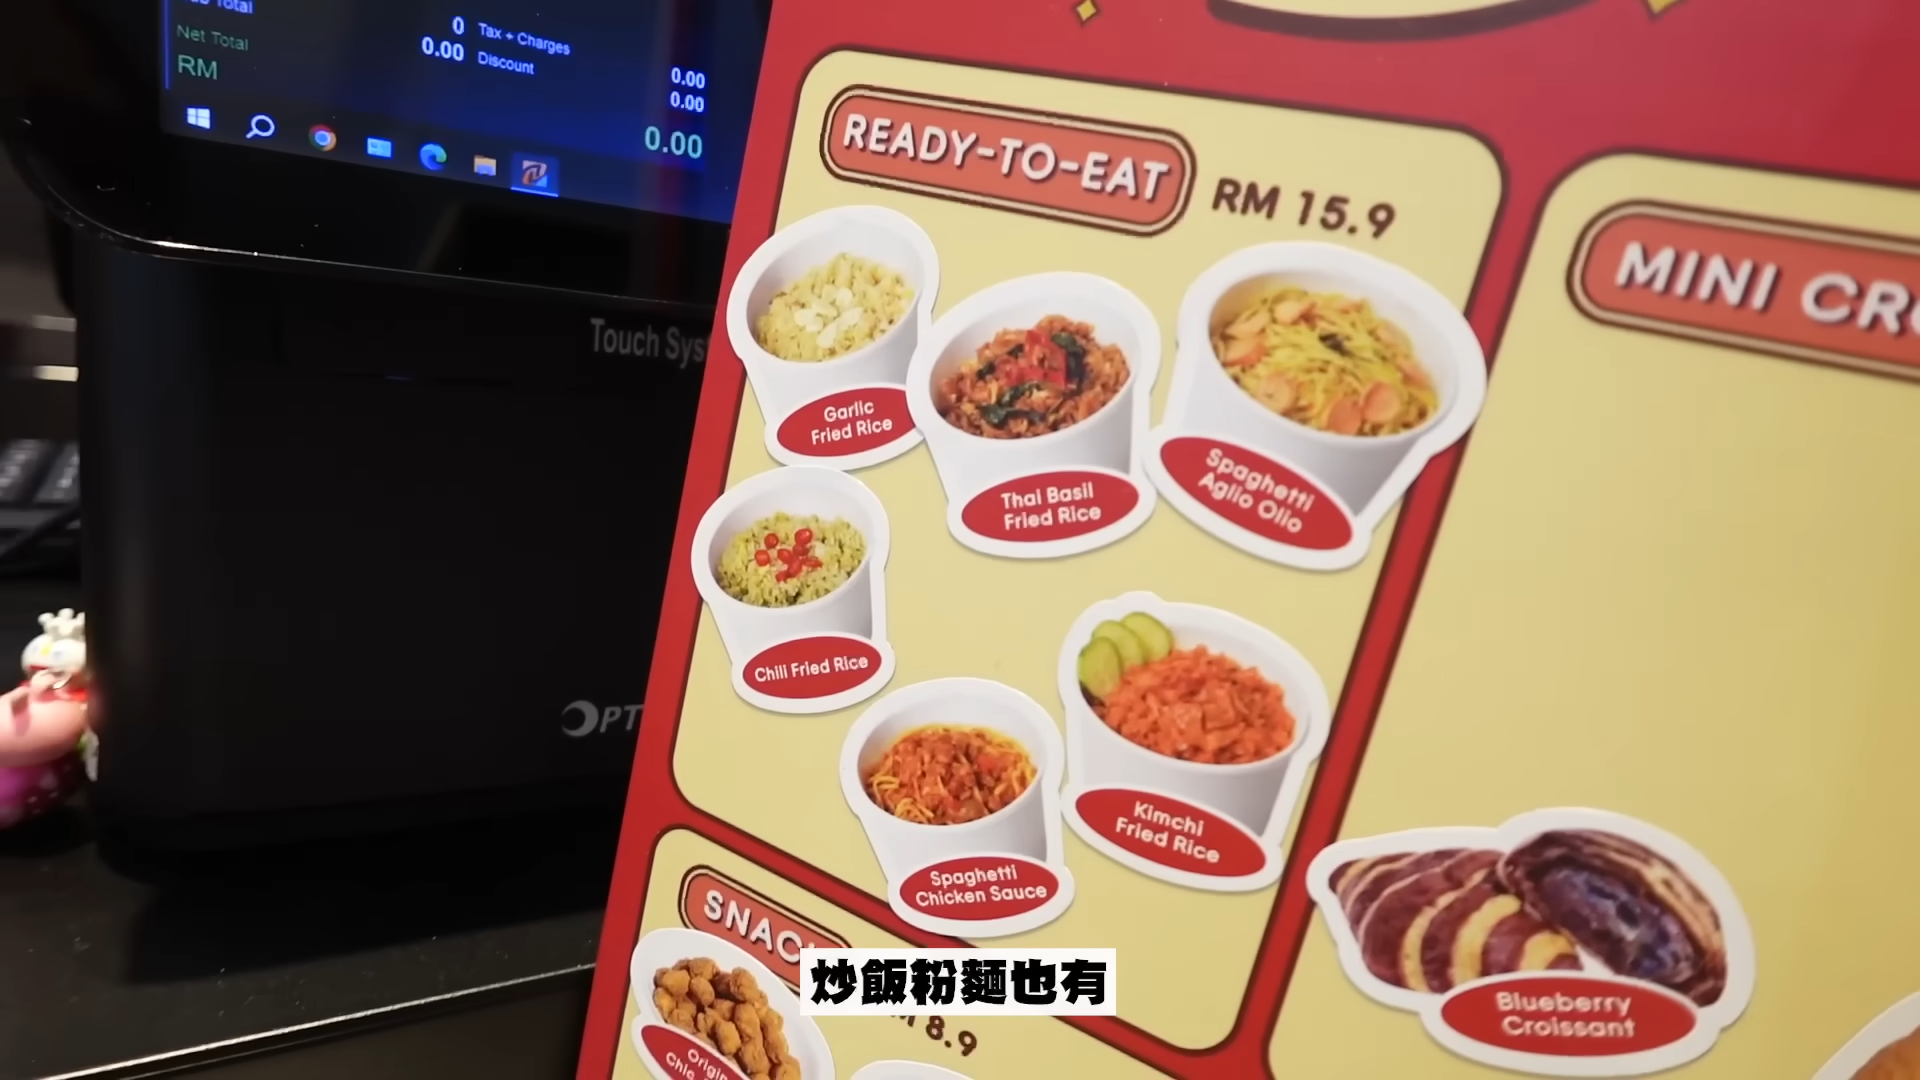 Total
Net Total
RM
0
0.00
Tax + Charges
Discount
0.00
0.00
0.00
Touch
READY-TO-EAT
RM 15.9
MINI
Garlic
Fried Rice
Thai Basil
Fried Rice
Spaghetti
Aglio Olio
Chili Fried Rice
Kimchi
Fried Rice
Spaghetti
Chicken Sauce
8.9
Blueberry
Croissant
炒飯粉麵也有